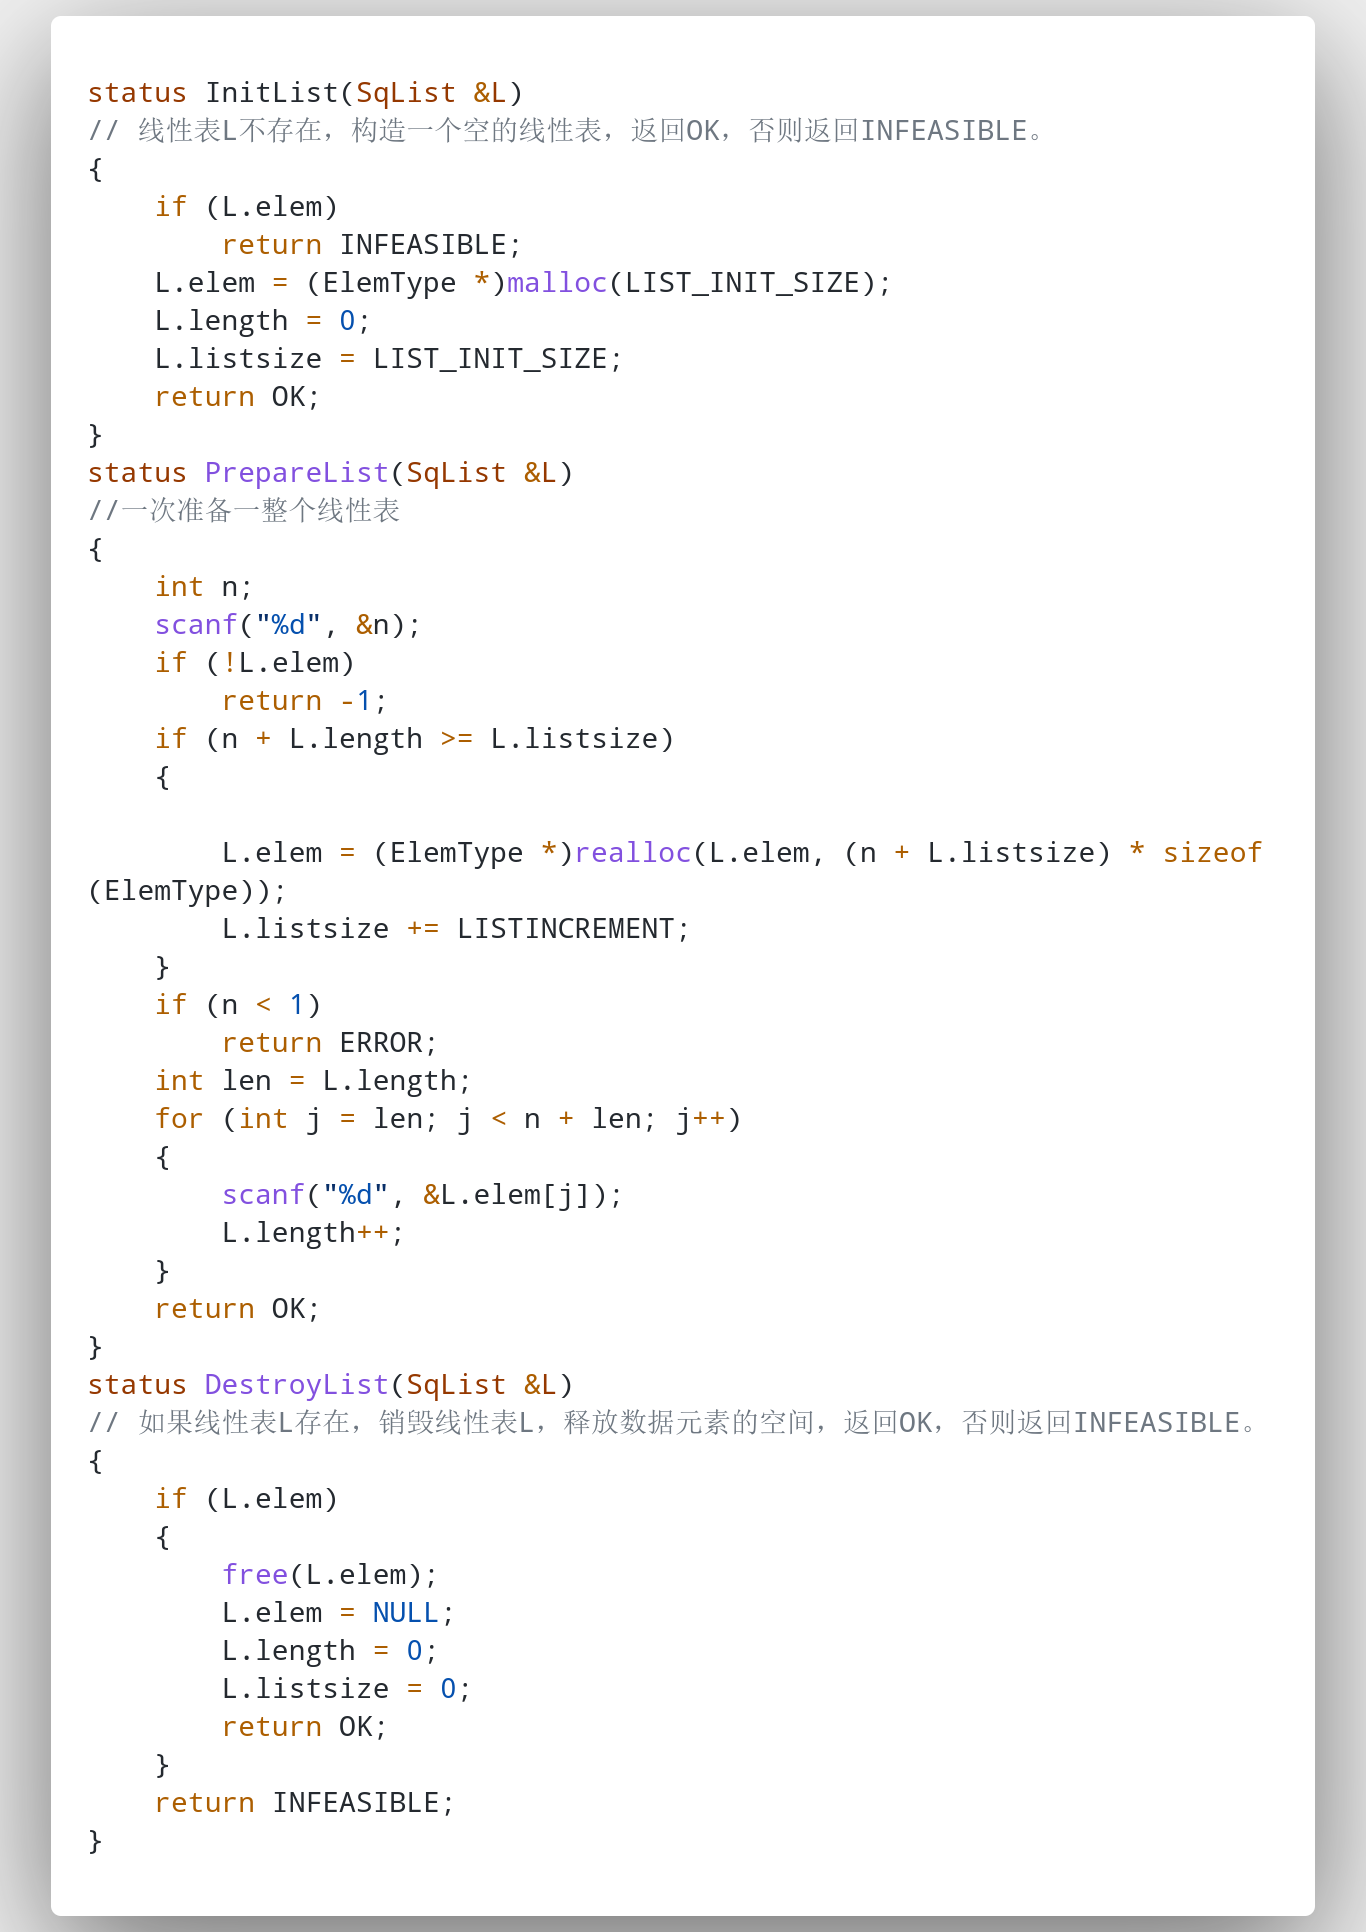 status InitList(SqList &L)
// 线性表L不存在，构造一个空的线性表，返回OK，否则返回INFEASIBLE。
{
    if (L.elem)
        return INFEASIBLE;
    L.elem = (ElemType *)malloc(LIST_INIT_SIZE);
    L.length = 0;
    L.listsize = LIST_INIT_SIZE;
    return OK;
}
status PrepareList(SqList &L)
//一次准备一整个线性表
{
    int n;
    scanf("%d", &n);
    if (!L.elem)
        return -1;
    if (n + L.length >= L.listsize)
    {

        L.elem = (ElemType *)realloc(L.elem, (n + L.listsize) * sizeof
(ElemType));
        L.listsize += LISTINCREMENT;
    }
    if (n < 1)
        return ERROR;
    int len = L.length;
    for (int j = len; j < n + len; j++)
    {
        scanf("%d", &L.elem[j]);
        L.length++;
    }
    return OK;
}
status DestroyList(SqList &L)
// 如果线性表L存在，销毁线性表L，释放数据元素的空间，返回OK，否则返回INFEASIBLE。
{
    if (L.elem)
    {
        free(L.elem);
        L.elem = NULL;
        L.length = 0;
        L.listsize = 0;
        return OK;
    }
    return INFEASIBLE;
}